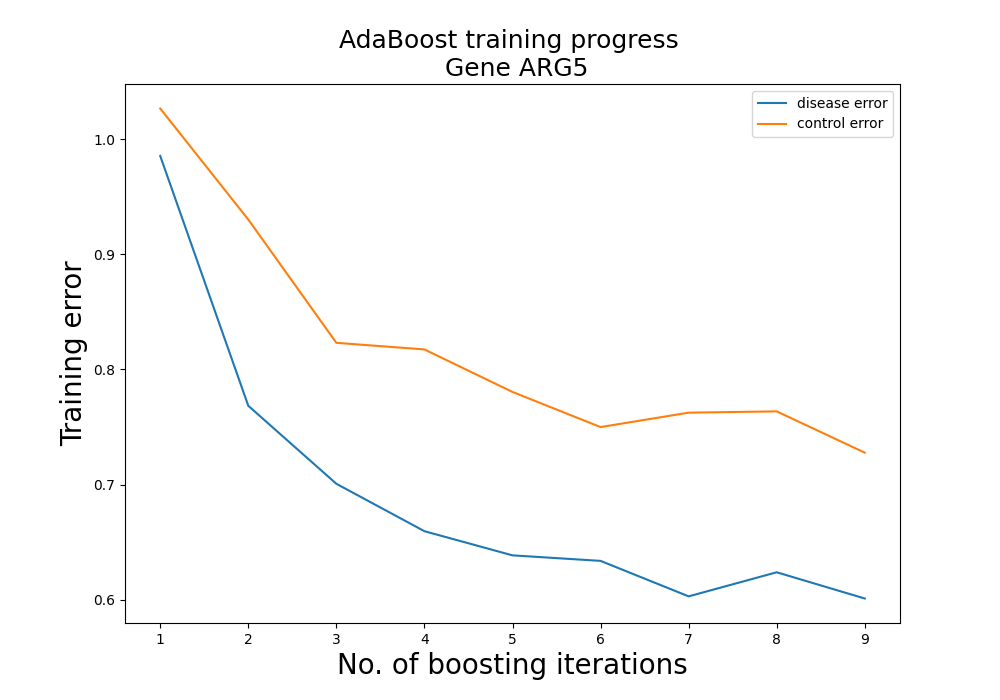 AdaBoost training progress
Gene ARG5
disease error
control error
Training error
1.0
0.9
0.8
0.7
0.6
1 2 3 4 5 6 7 8 9
No. of boosting iterations